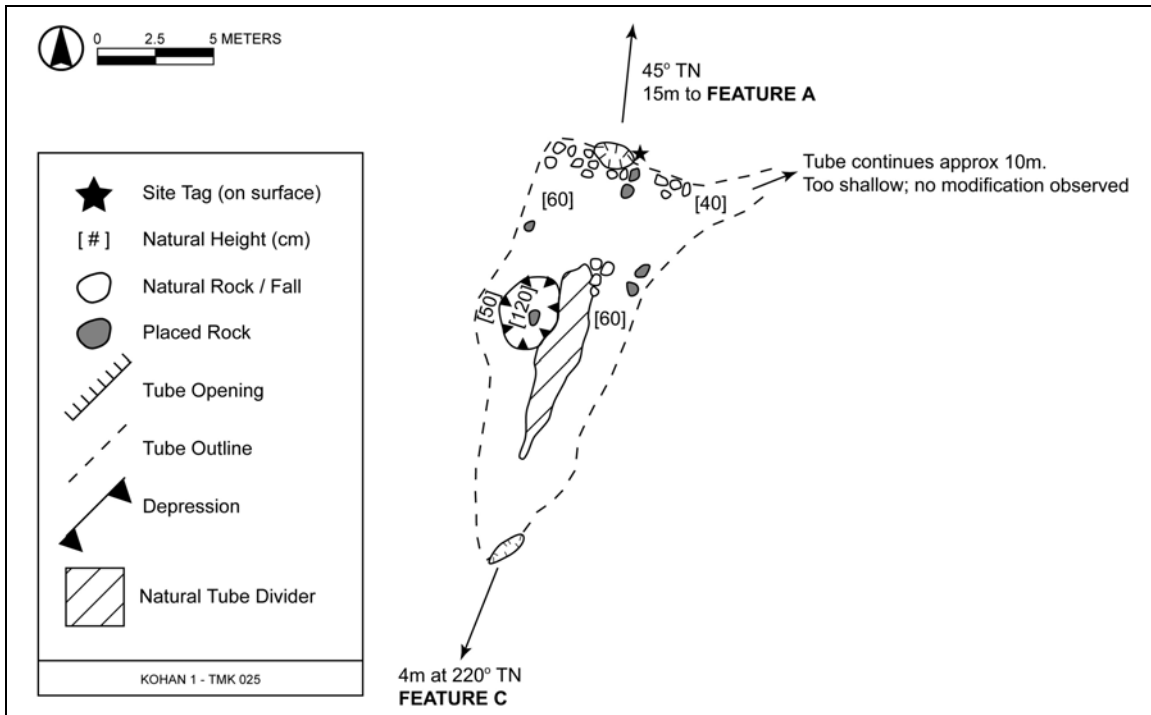 0 2.5 5 METERS
45° TN
15m to FEATURE A
Tube continues approx 10m.
Too shallow; no modification observed
Site Tag (on surface)
[ # ] Natural Height (cm)
Natural Rock / Fall
Placed Rock
Tube Opening
Tube Outline
Depression
Natural Tube Divider
KOHAN 1 - TMK 025
[60]
[40]
[50]
[120]
[60]
4m at 220° TN
FEATURE C